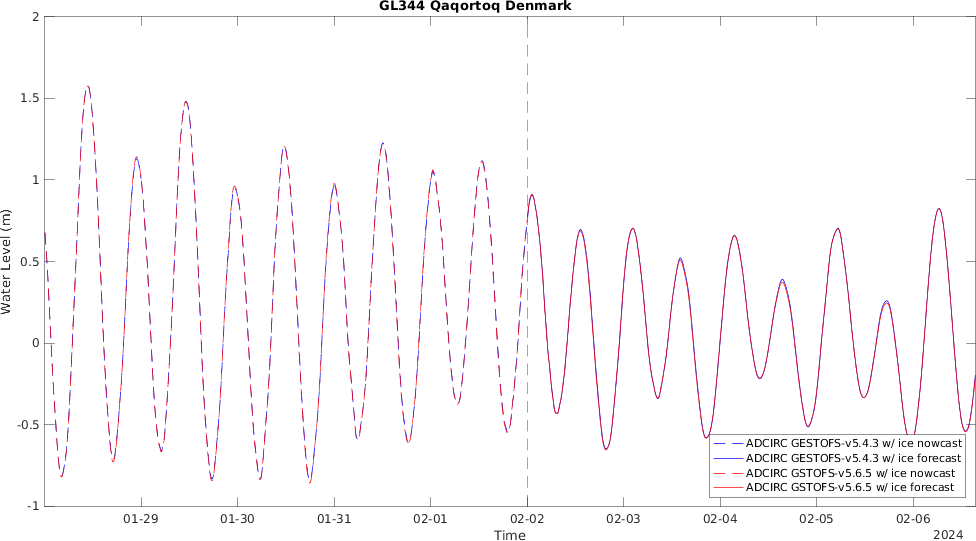 GL344 Qaqortoq Denmark
2
1.5
1
0.5
0
-0.5
-1
Water Level (m)
01-29 01-30 01-31 02-01 02-02 02-03 02-04 02-05 02-06
Time
2024
ADCIRC GESTOFS-v5.4.3 w/ ice nowcast
ADCIRC GESTOFS-v5.4.3 w/ ice forecast
ADCIRC GSTOFS-v5.6.5 w/ ice nowcast
ADCIRC GSTOFS-v5.6.5 w/ ice forecast